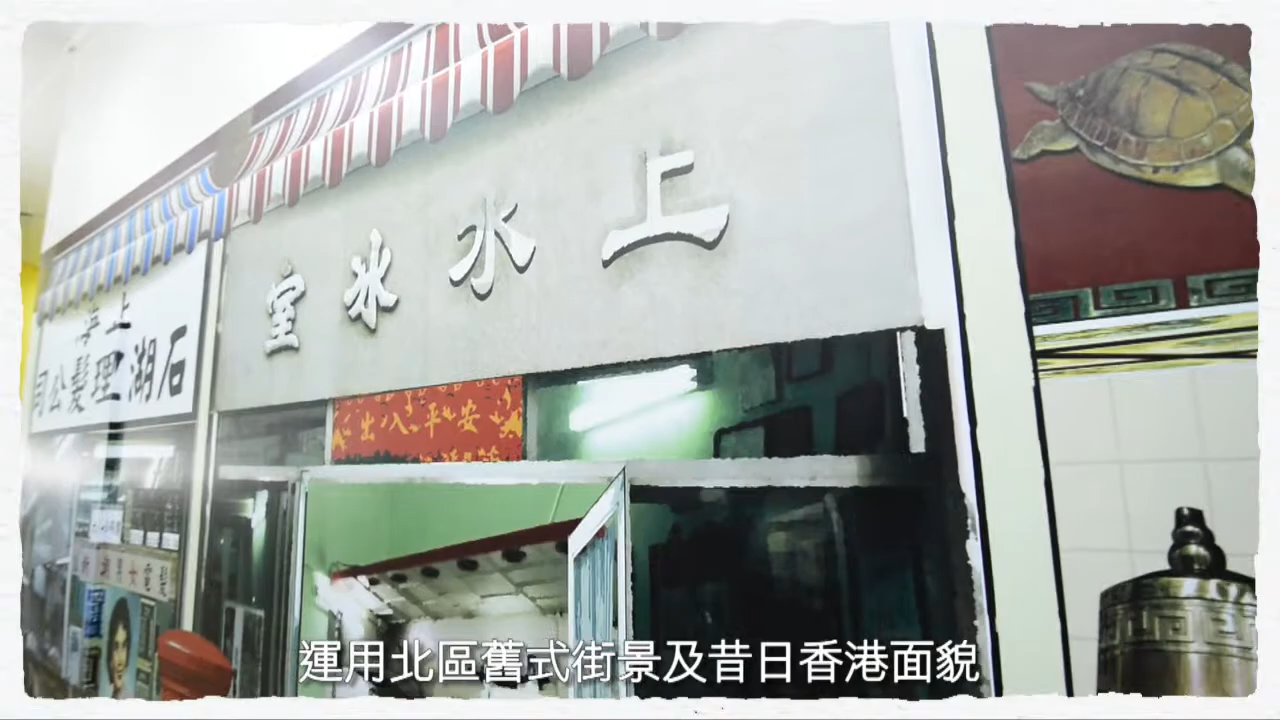 上水冰室
上海
石湖理髮公司
出入平安
運用北區舊式街景及昔日香港面貌